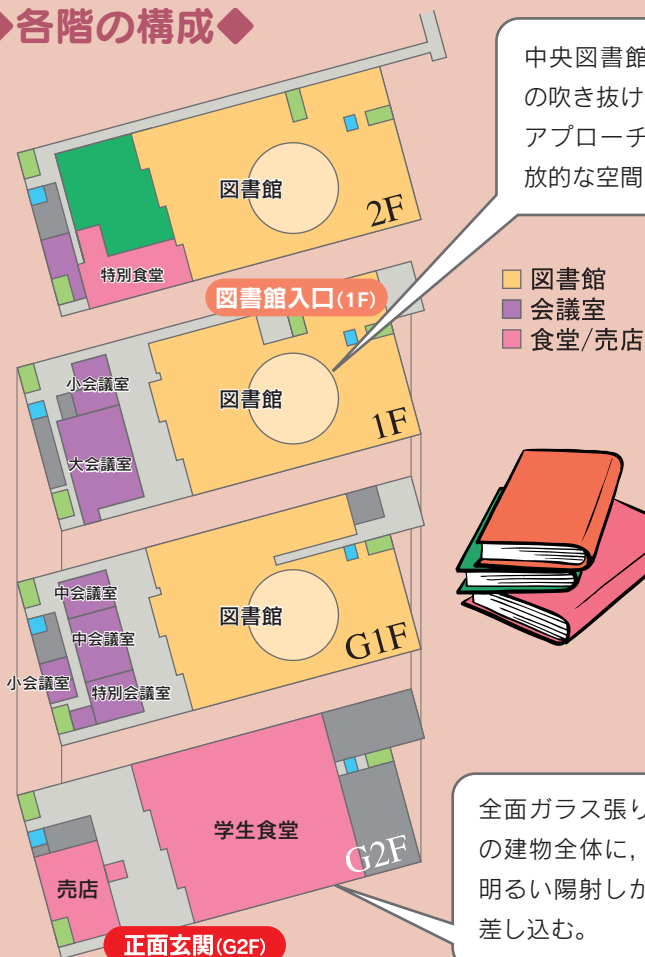 ◆各階の構成◆
中央図書館
の吹き抜け
アプローチ
放的な空間
図書館
2F
特別食堂
図書館入口(1F)
図書館
会議室
食堂/売店
小会議室
図書館
1F
大会議室
中会議室
図書館
中会議室
G1F
小会議室
特別会議室
学生食堂
G2F
売店
正面玄関(G2F)
全面ガラス張り
の建物全体に，
明るい陽射しが
差し込む。